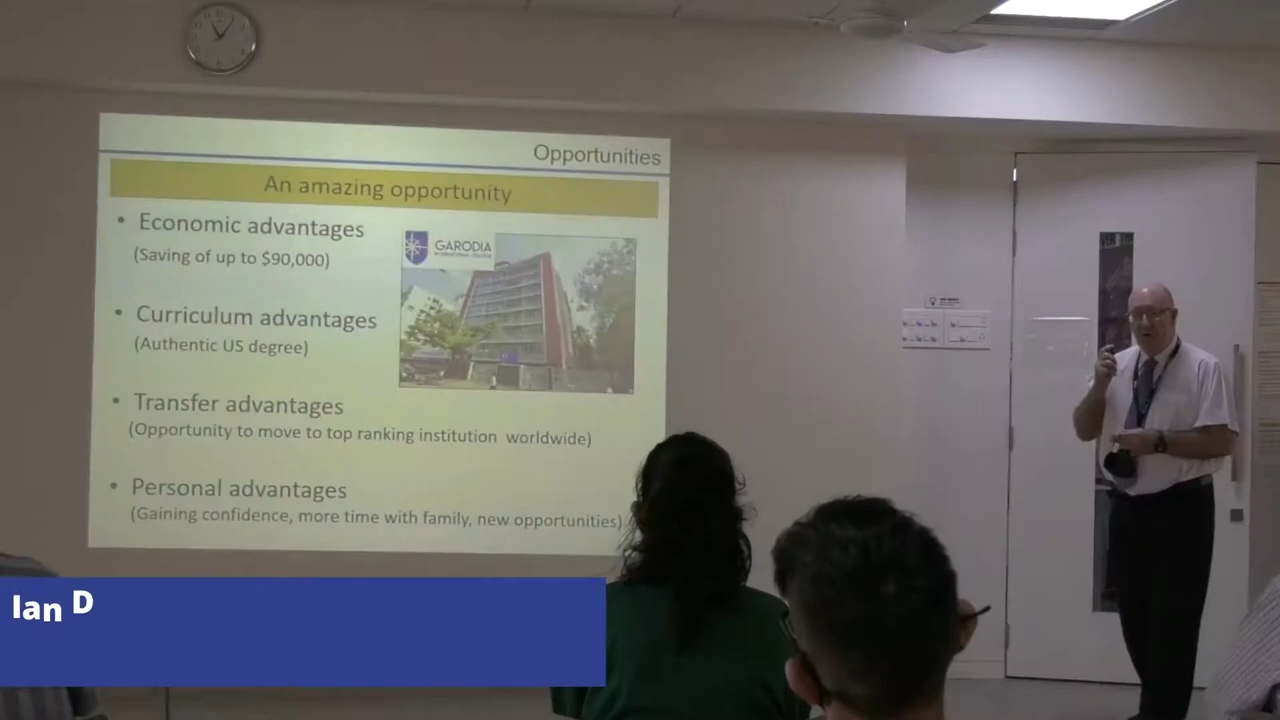 Opportunities
An amazing opportunity
• Economic advantages
(Saving of up to $90,000)
GARODIA
INTERNATIONAL COLLEGE
• Curriculum advantages
(Authentic US degree)
• Transfer advantages
(Opportunity to move to top ranking institution worldwide)
• Personal advantages
(Gaining confidence, more time with family, new opportunities)
Ian D